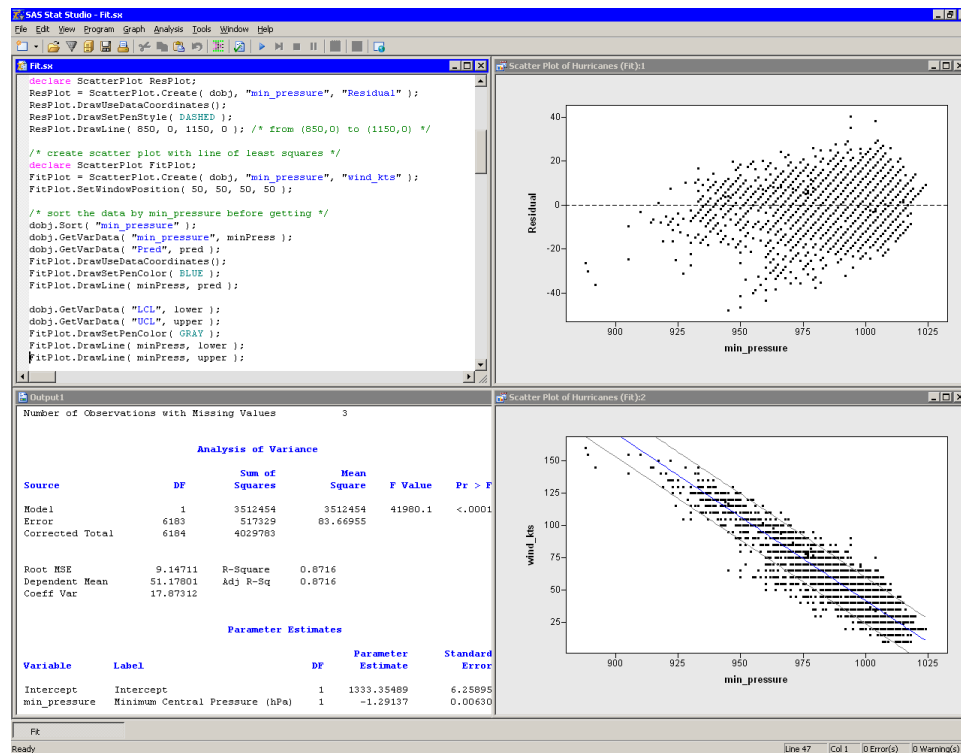 SAS Stat Studio - Fit.sx
File Edit View Program Graph Analysis Tools Window Help
Fit.sx
declare ScatterPlot ResPlot;
ResPlot = ScatterPlot.Create( dobj, "min_pressure", "Residual" );
ResPlot.DrawUseDataCoordinates();
ResPlot.DrawSetPenStyle( DASHED );
ResPlot.DrawLine( 850, 0, 1150, 0 ); /* from (850,0) to (1150,0) */
/* create scatter plot with line of least squares */
declare ScatterPlot FitPlot;
FitPlot = ScatterPlot.Create( dobj, "min_pressure", "wind_kts" );
FitPlot.SetWindowPosition( 50, 50, 50, 50 );
/* sort the data by min_pressure before getting */
dobj.Sort( "min_pressure" );
dobj.GetVarData( "min_pressure", minPress );
dobj.GetVarData( "Pred", pred );
FitPlot.DrawUseDataCoordinates();
FitPlot.DrawSetPenColor( BLUE );
FitPlot.DrawLine( minPress, pred );
dobj.GetVarData( "LCL", lower );
dobj.GetVarData( "UCL", upper );
FitPlot.DrawSetPenColor( GRAY );
FitPlot.DrawLine( minPress, lower );
FitPlot.DrawLine( minPress, upper );
Scatter Plot of Hurricanes (Fit):1
40
20
0
-20
-40
Residual
900 925 950 975 1000 1025
min_pressure
Output1
Number of Observations with Missing Values 3
Analysis of Variance
Sum of Mean
Source DF Squares Square F Value Pr > F
Model 1 3512454 3512454 41980.1 <.0001
Error 6183 517329 83.66955
Corrected Total 6184 4029783
Root MSE 9.14711 R-Square 0.8716
Dependent Mean 51.17801 Adj R-Sq 0.8716
Coeff Var 17.87312
Parameter Estimates
Parameter Standard
Variable Label DF Estimate Error
Intercept Intercept 1 1333.35489 6.25895
min_pressure Minimum Central Pressure (hPa) 1 -1.29137 0.00630
Scatter Plot of Hurricanes (Fit):2
150
125
100
75
50
25
wind_kts
900 925 950 975 1000 1025
min_pressure
Fit
Ready Line 47 Col 1 0 Error(s) 0 Warning(s)